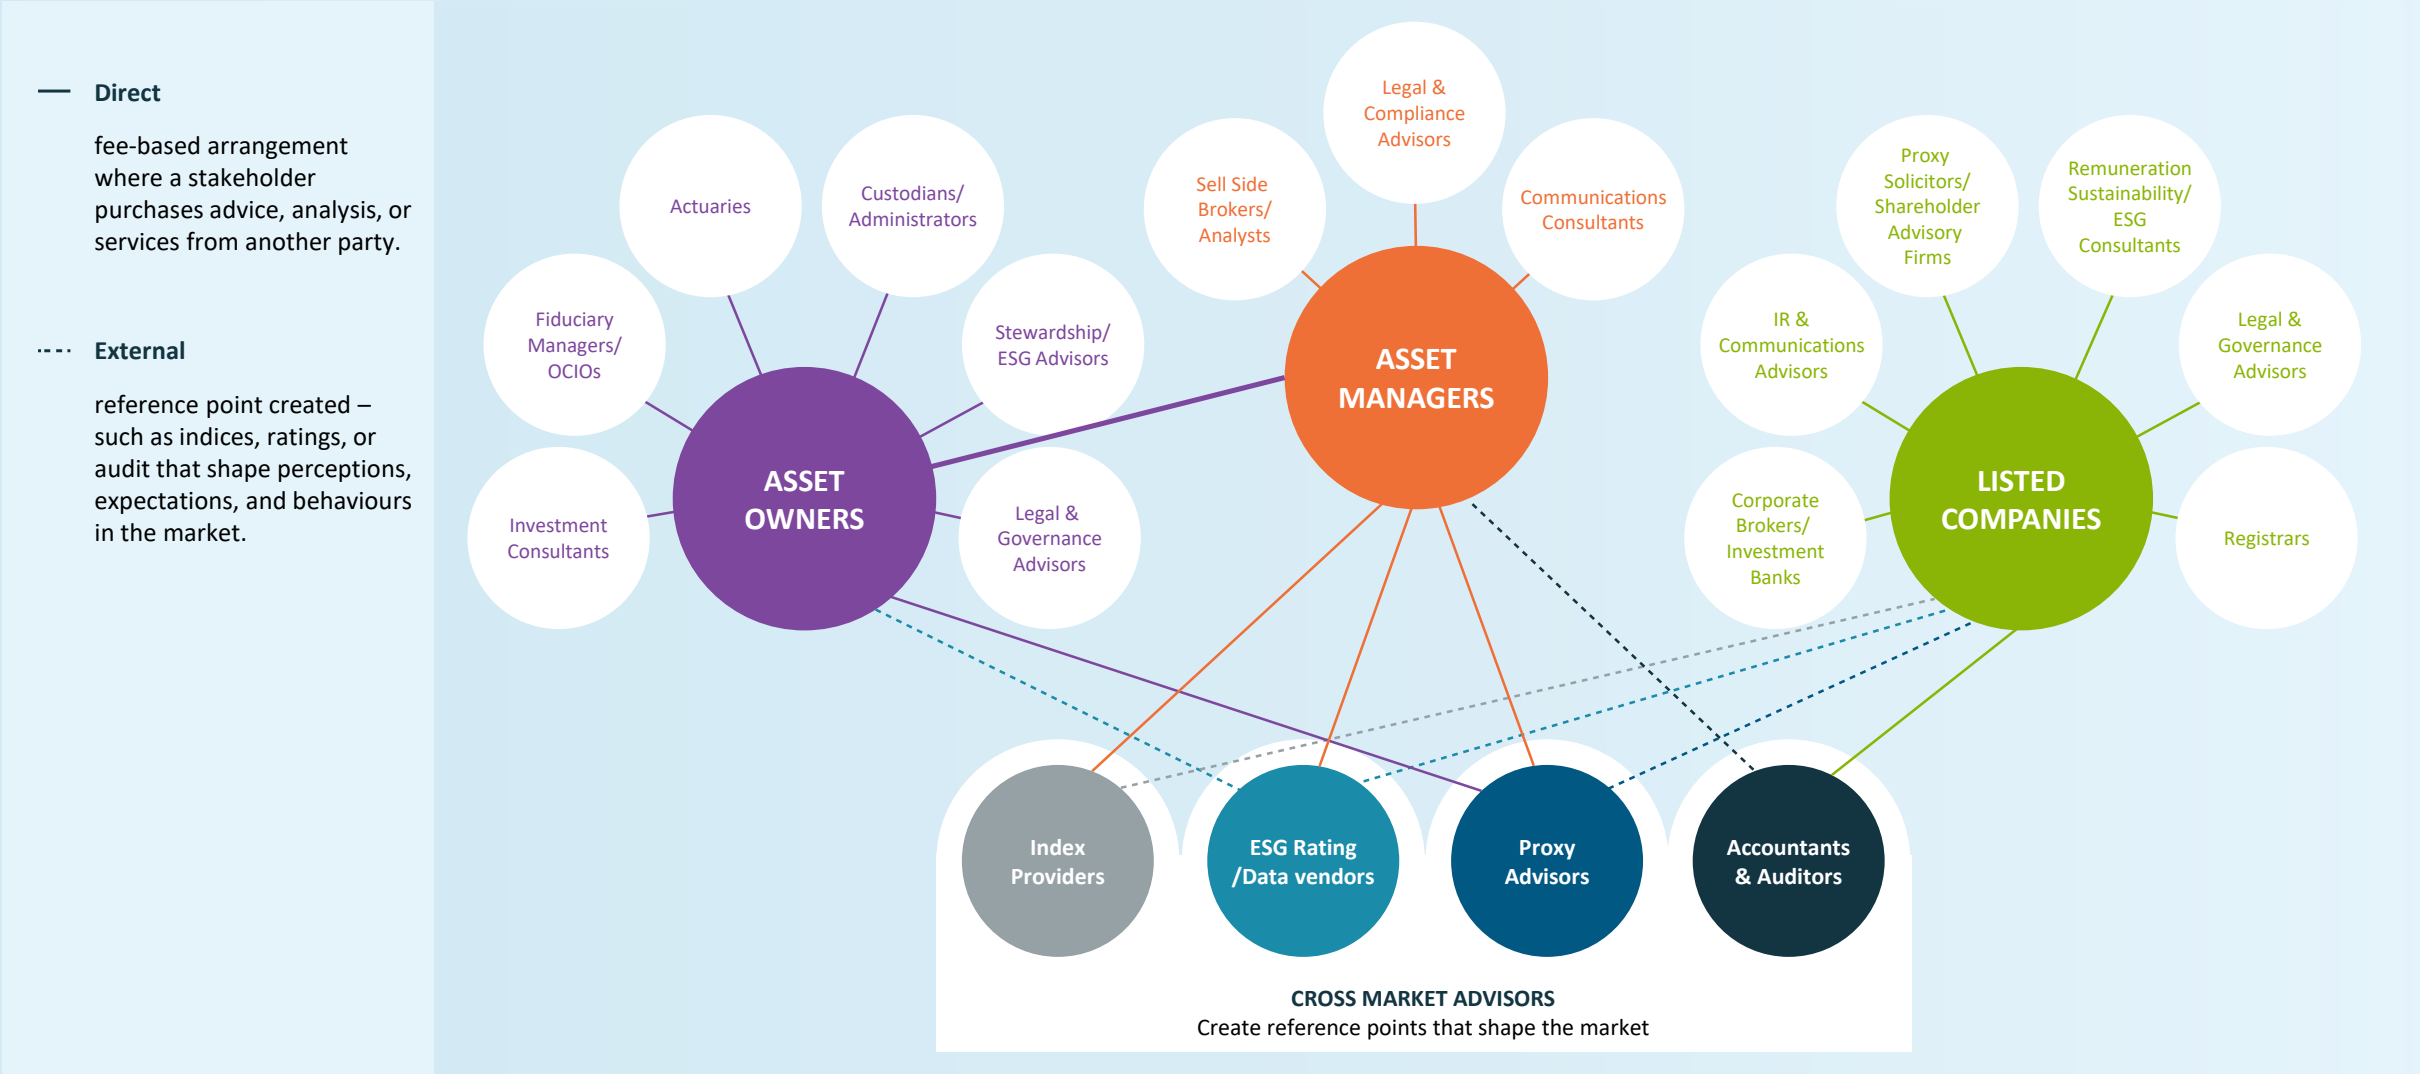 Direct
fee-based arrangement
where a stakeholder
purchases advice, analysis, or
services from another party.
External
reference point created –
such as indices, ratings, or
audit that shape perceptions,
expectations, and behaviours
in the market.
Investment
Consultants
Fiduciary
Managers/
OCIOs
Actuaries
Custodians/
Administrators
Stewardship/
ESG Advisors
Legal &
Governance
Advisors
ASSET
OWNERS
Sell Side
Brokers/
Analysts
Legal &
Compliance
Advisors
Communications
Consultants
ASSET
MANAGERS
Corporate
Brokers/
Investment
Banks
IR &
Communications
Advisors
Proxy
Solicitors/
Shareholder
Advisory
Firms
Remuneration
Sustainability/
ESG
Consultants
Legal &
Governance
Advisors
Registrars
LISTED
COMPANIES
Index
Providers
ESG Rating
/Data vendors
Proxy
Advisors
Accountants
& Auditors
CROSS MARKET ADVISORS
Create reference points that shape the market